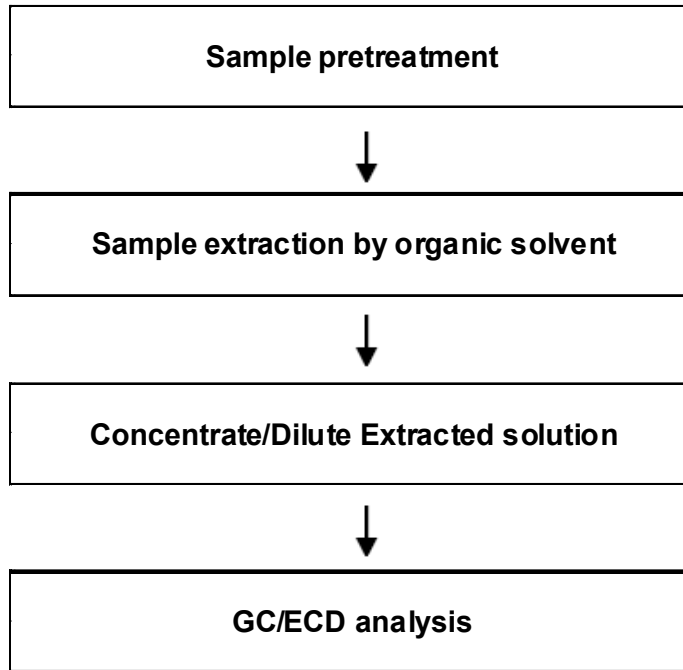 Sample pretreatment
Sample extraction by organic solvent
Concentrate/Dilute Extracted solution
GC/ECD analysis